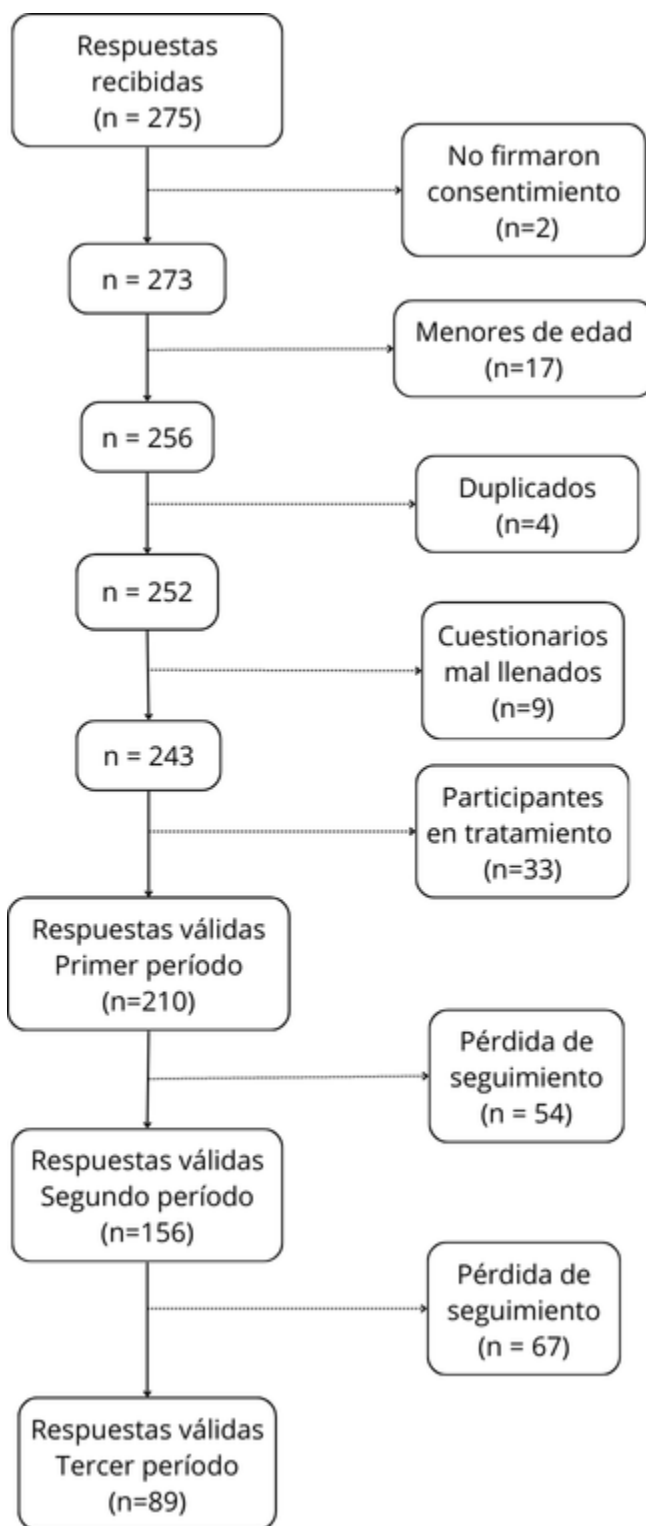 Respuestas
recibidas
(n = 275)
No firmaron
consentimiento
(n=2)
n = 273
Menores de edad
(n=17)
n = 256
Duplicados
(n=4)
n = 252
Cuestionarios
mal llenados
(n=9)
n = 243
Participantes
en tratamiento
(n=33)
Respuestas válidas
Primer período
(n=210)
Pérdida de
seguimiento
(n = 54)
Respuestas válidas
Segundo período
(n=156)
Pérdida de
seguimiento
(n = 67)
Respuestas válidas
Tercer período
(n=89)